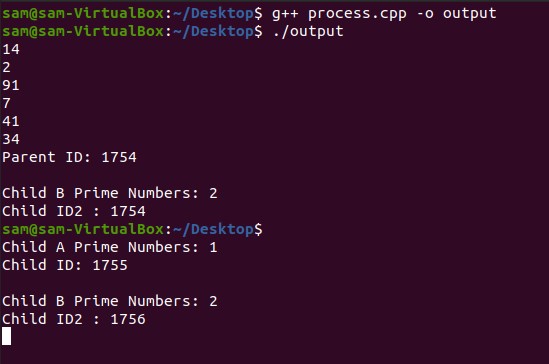 sam@sam-VirtualBox:~/Desktop$ g++ process.cpp -o output
sam@sam-VirtualBox:~/Desktop$ ./output
14
2
91
7
41
34
Parent ID: 1754
Child B Prime Numbers: 2
Child ID2 : 1754
sam@sam-VirtualBox:~/Desktop$
Child A Prime Numbers: 1
Child ID: 1755
Child B Prime Numbers: 2
Child ID2 : 1756